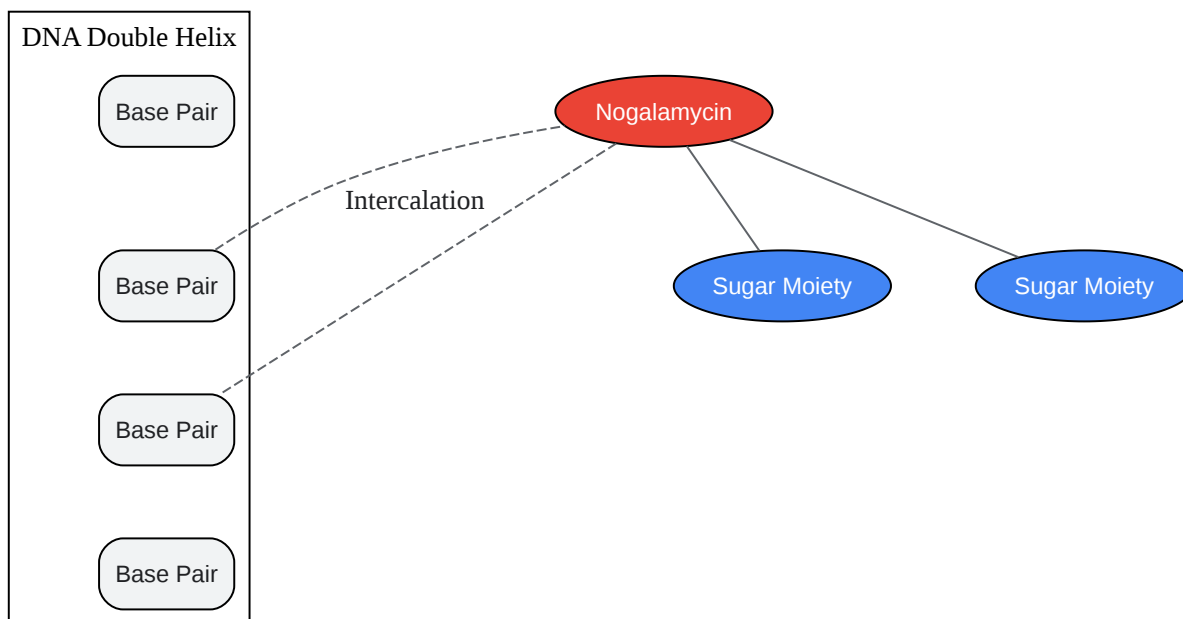 DNA Double Helix
Base Pair
Nogalamycin
Intercalation
Base Pair
Sugar Moiety
Sugar Moiety
Base Pair
Base Pair